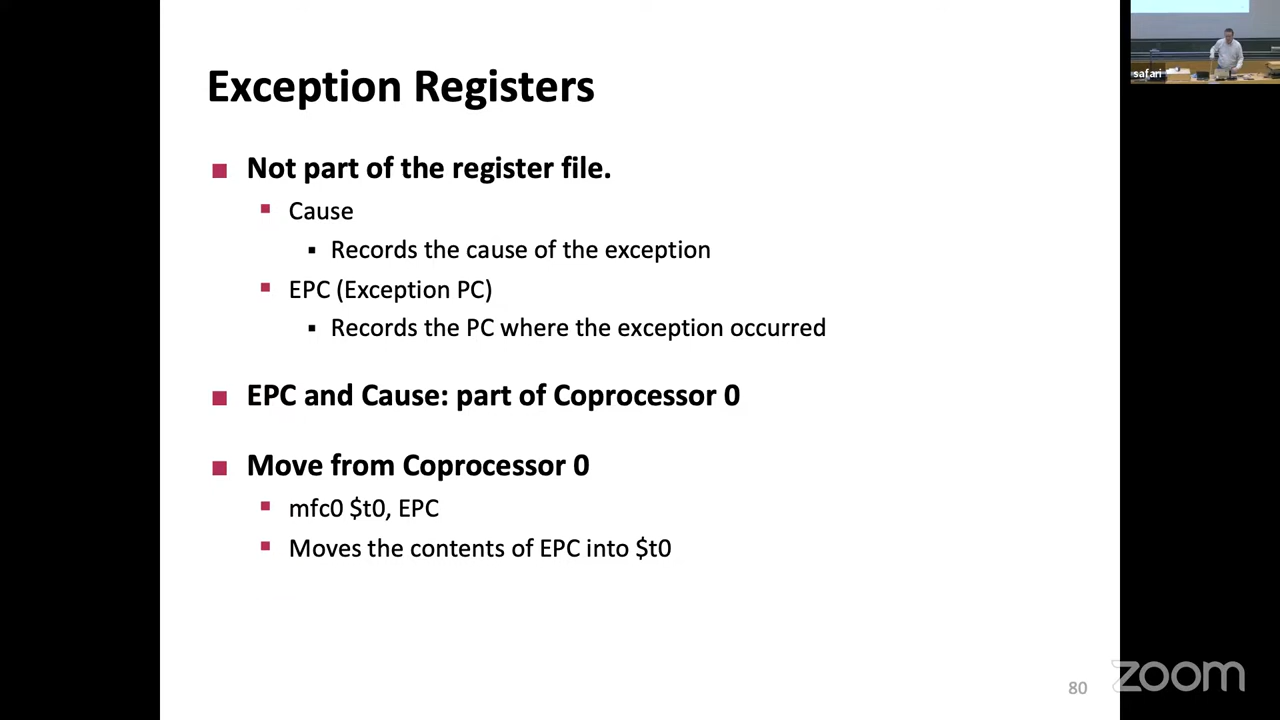 safari
Exception Registers
Not part of the register file.
Cause
Records the cause of the exception
EPC (Exception PC)
Records the PC where the exception occurred
EPC and Cause: part of Coprocessor 0
Move from Coprocessor 0
mfc0 $t0, EPC
Moves the contents of EPC into $t0
80
zoom